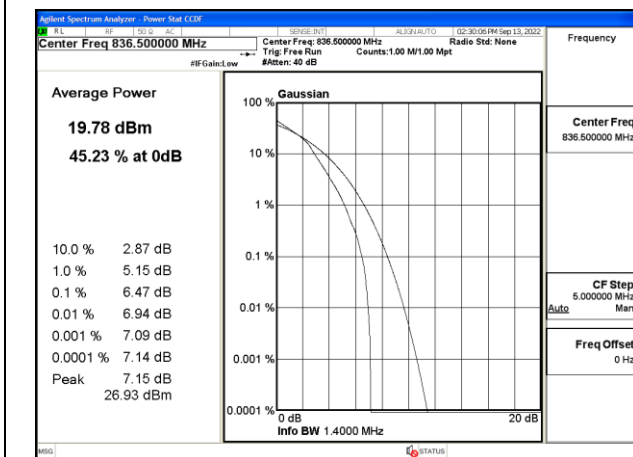 Agilent Spectrum Analyzer - Power Stat CCDF
RL RF 50 Ω AC SENSE:INT ALIGN AUTO 02:30:06 PM Sep 13, 2022
Center Freq 836.500000 MHz
Center Freq: 836.500000 MHz Radio Std: None
Trig: Free Run Counts:1.00 M/1.00 Mpt
#IFGain:Low #Atten: 40 dB
Frequency
Average Power
19.78 dBm
45.23 % at 0dB
10.0 % 2.87 dB
1.0 % 5.15 dB
0.1 % 6.47 dB
0.01 % 6.94 dB
0.001 % 7.09 dB
0.0001 % 7.14 dB
Peak 7.15 dB
26.93 dBm
Gaussian
100 %
10 %
1 %
0.1 %
0.01 %
0.001 %
0.0001 %
0 dB 20 dB
Info BW 1.4000 MHz
Center Freq
836.500000 MHz
CF Step
5.000000 MHz
Auto Man
Freq Offset
0 Hz
MSG STATUS